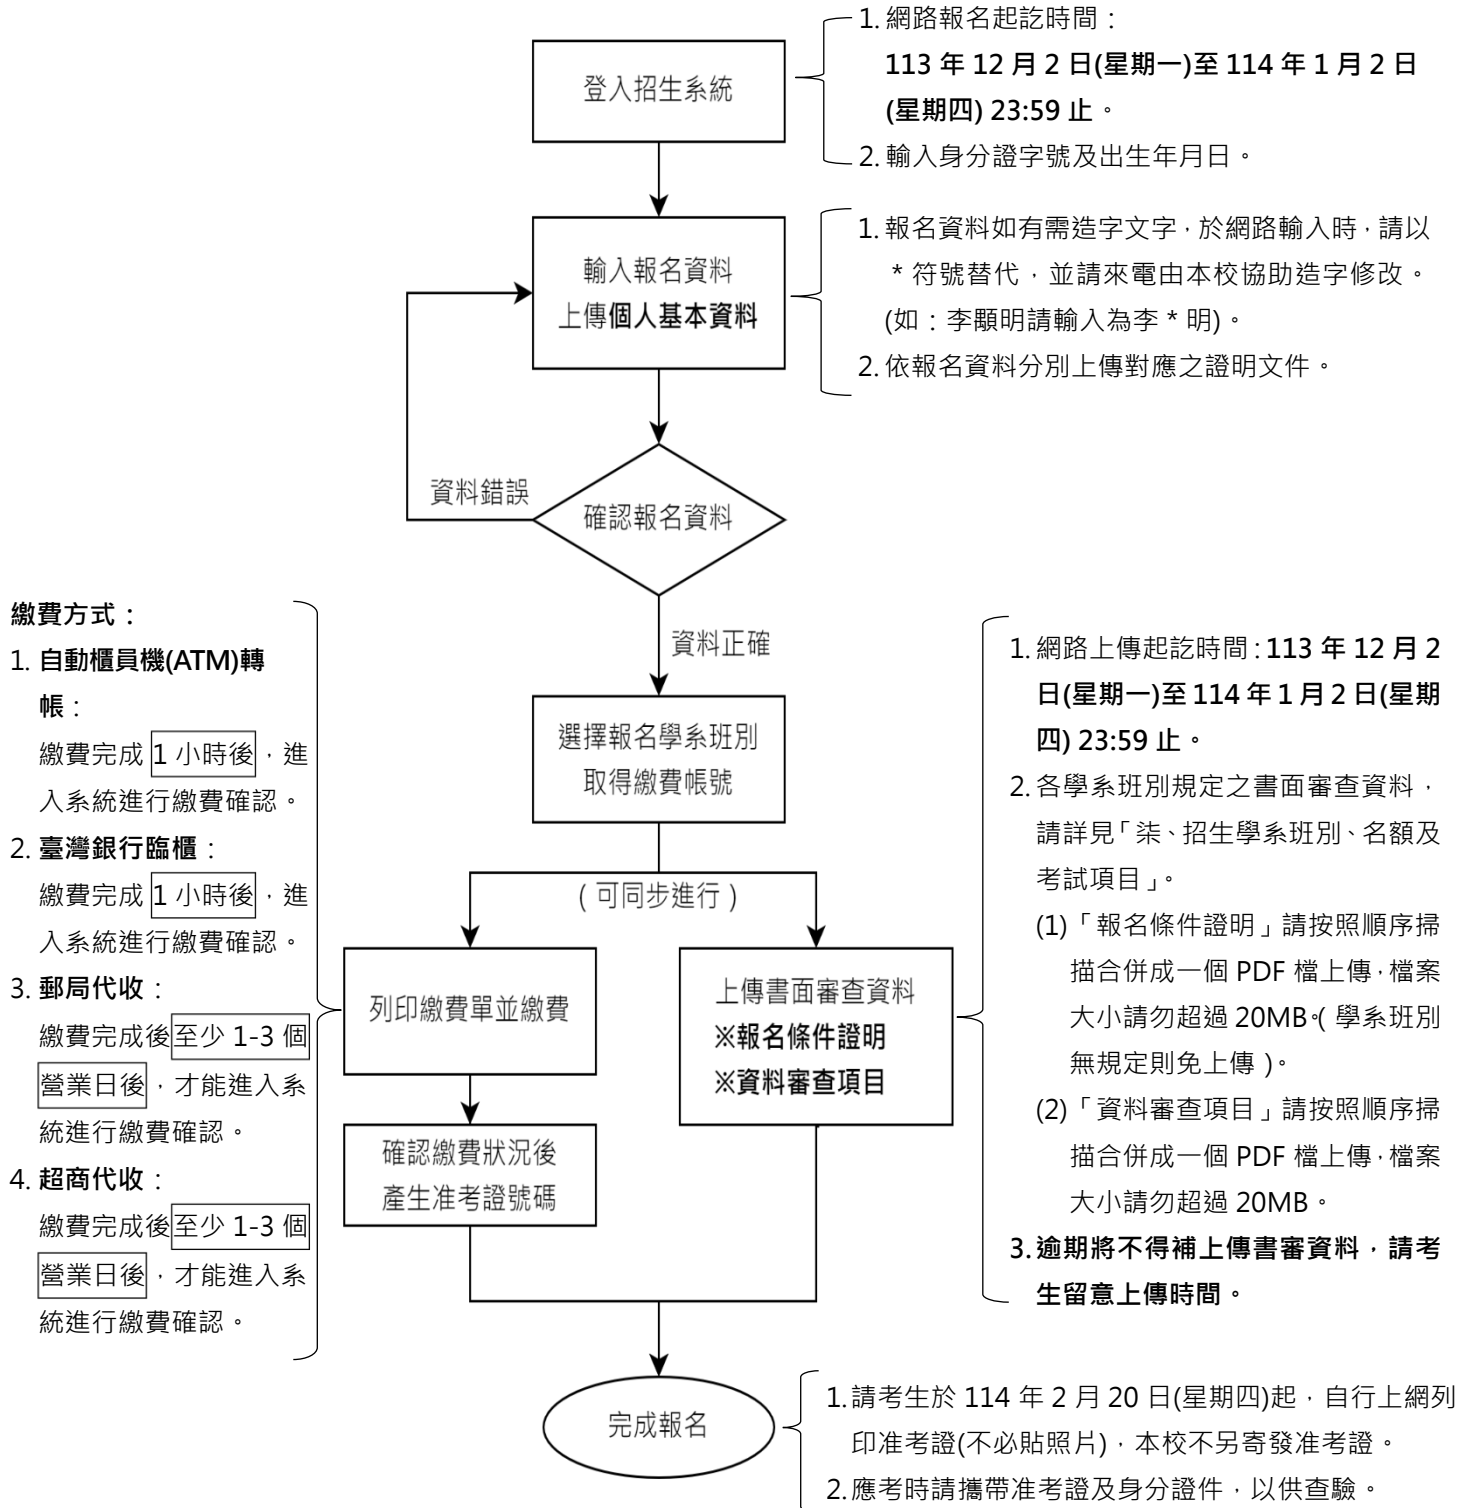 登入招生系統
1. 網路報名起訖時間：
113 年 12 月 2 日(星期一)至 114 年 1 月 2 日
(星期四) 23:59 止。
2. 輸入身分證字號及出生年月日。
輸入報名資料
上傳個人基本資料
1. 報名資料如有需造字文字，於網路輸入時，請以
* 符號替代，並請來電由本校協助造字修改。
(如：李顒明請輸入為李 * 明)。
2. 依報名資料分別上傳對應之證明文件。
資料錯誤
確認報名資料
資料正確
選擇報名學系班別
取得繳費帳號
(可同步進行)
繳費方式：
1. 自動櫃員機(ATM)轉
帳：
繳費完成 1 小時後，進
入系統進行繳費確認。
2. 臺灣銀行臨櫃：
繳費完成 1 小時後，進
入系統進行繳費確認。
3. 郵局代收：
繳費完成後至少 1-3 個
營業日後，才能進入系
統進行繳費確認。
4. 超商代收：
繳費完成後至少 1-3 個
營業日後，才能進入系
統進行繳費確認。
列印繳費單並繳費
確認繳費狀況後
產生准考證號碼
上傳書面審查資料
※報名條件證明
※資料審查項目
1. 網路上傳起訖時間：113 年 12 月 2
日(星期一)至 114 年 1 月 2 日(星期
四) 23:59 止。
2. 各學系班別規定之書面審查資料，
請詳見「柒、招生學系班別、名額及
考試項目」。
(1)「報名條件證明」請按照順序掃
描合併成一個 PDF 檔上傳，檔案
大小請勿超過 20MB。(學系班別
無規定則免上傳)。
(2)「資料審查項目」請按照順序掃
描合併成一個 PDF 檔上傳，檔案
大小請勿超過 20MB。
3. 逾期將不得補上傳書審資料，請考
生留意上傳時間。
完成報名
1. 請考生於 114 年 2 月 20 日(星期四)起，自行上網列
印准考證(不必貼照片)，本校不另寄發准考證。
2. 應考時請攜帶准考證及身分證件，以供查驗。